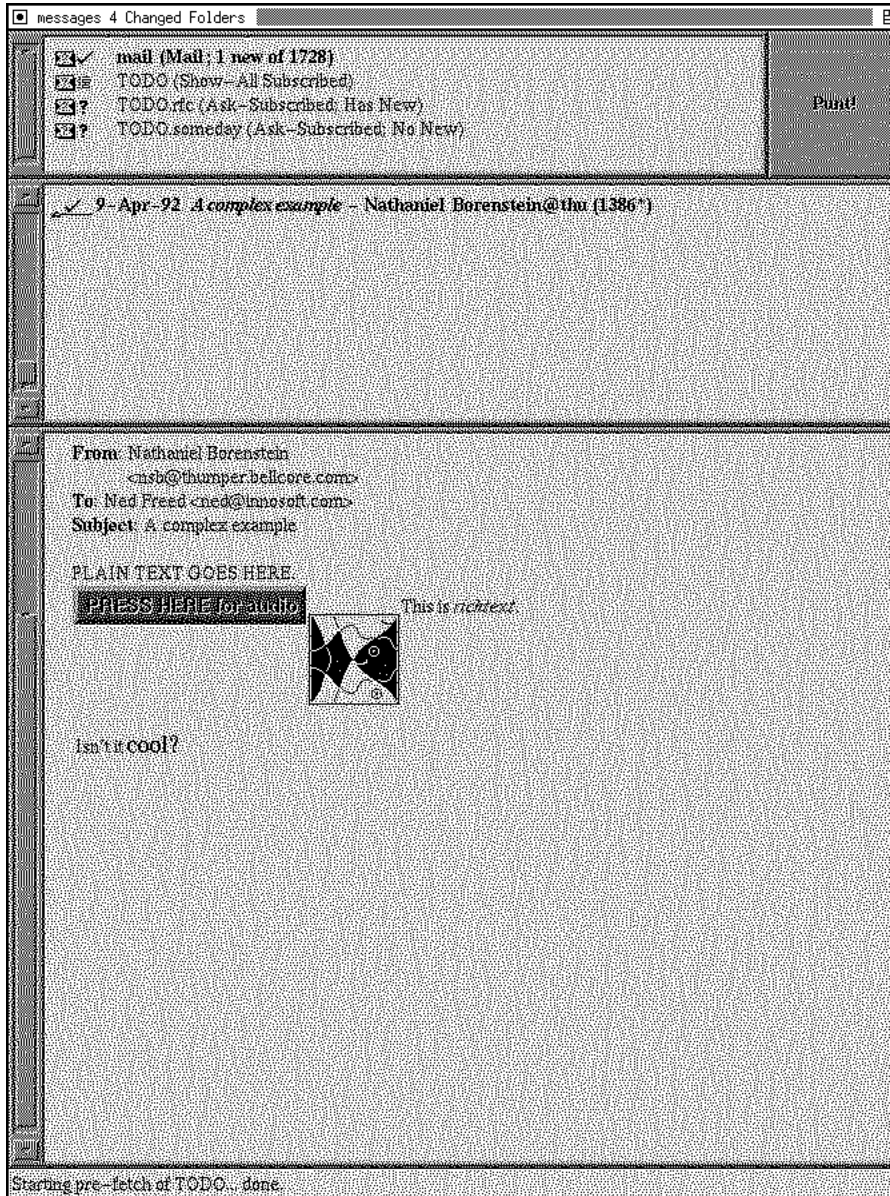 messages 4 Changed Folders
mail (Mail; 1 new of 1728)
TODO (Show-All Subscribed)
TODO.rfc (Ask-Subscribed; Has New)
TODO.someday (Ask-Subscribed; No New)
Punt!
9-Apr-92 A complex example - Nathaniel Borenstein@thu (1386*)
From: Nathaniel Borenstein
<nsb@thumper.bellcore.com>
To: Ned Freed <ned@innosoft.com>
Subject: A complex example
PLAIN TEXT GOES HERE.
PRESS HERE for audio
This is richtext.
Isn't it cool?
Starting pre-fetch of TODO... done.